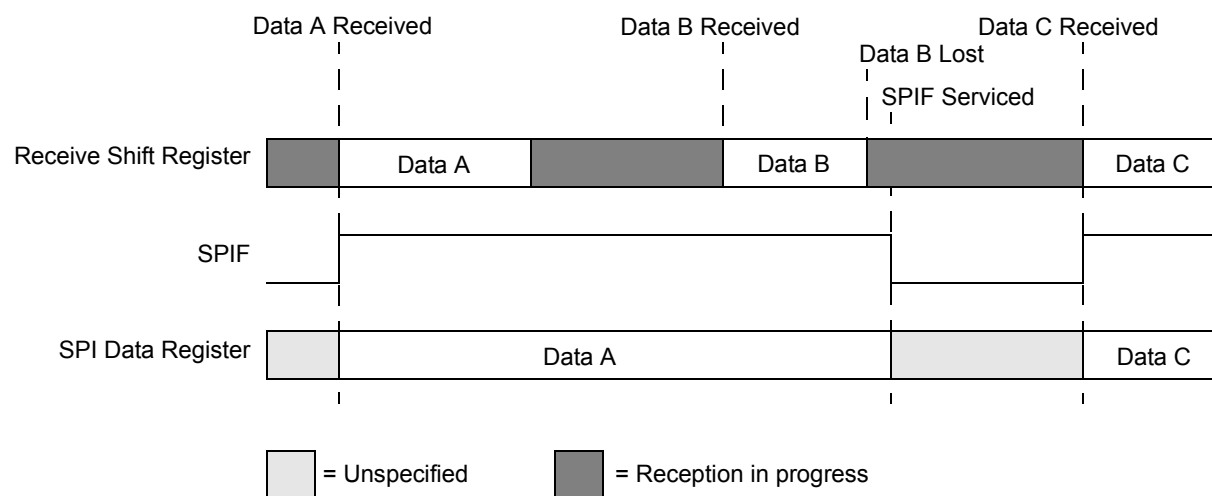 Data A Received
Data B Received
Data C Received
Data B Lost
SPIF Serviced
Receive Shift Register
Data A
Data B
Data C
SPIF
SPI Data Register
Data A
Data C
= Unspecified
= Reception in progress